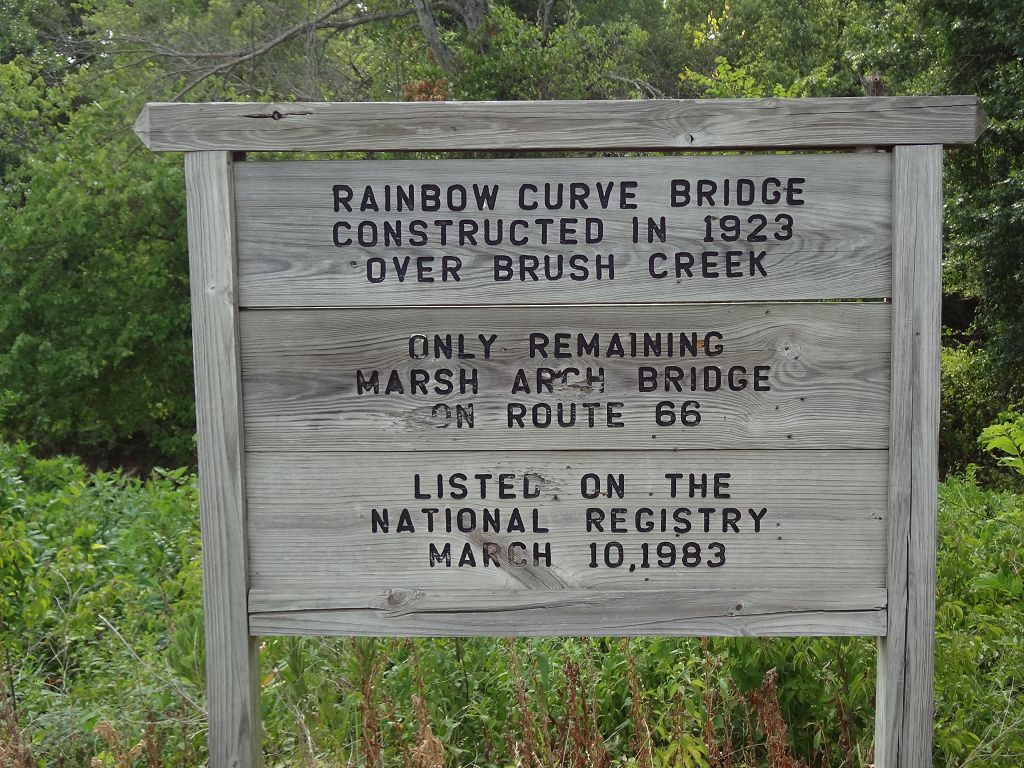 RAINBOW CURVE BRIDGE
CONSTRUCTED IN 1923
OVER BRUSH CREEK
ONLY REMAINING
MARSH ARCH BRIDGE
ON ROUTE 66
LISTED ON THE
NATIONAL REGISTRY
MARCH 10,1983